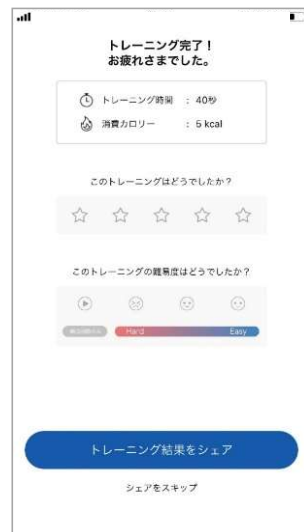 トレーニング完了！
お疲れさまでした。
トレーニング時間 : 40秒
消費カロリー : 5 kcal
このトレーニングはどうでしたか？
このトレーニングの難易度はどうでしたか？
Hard Easy
トレーニング結果をシェア
シェアをスキップ